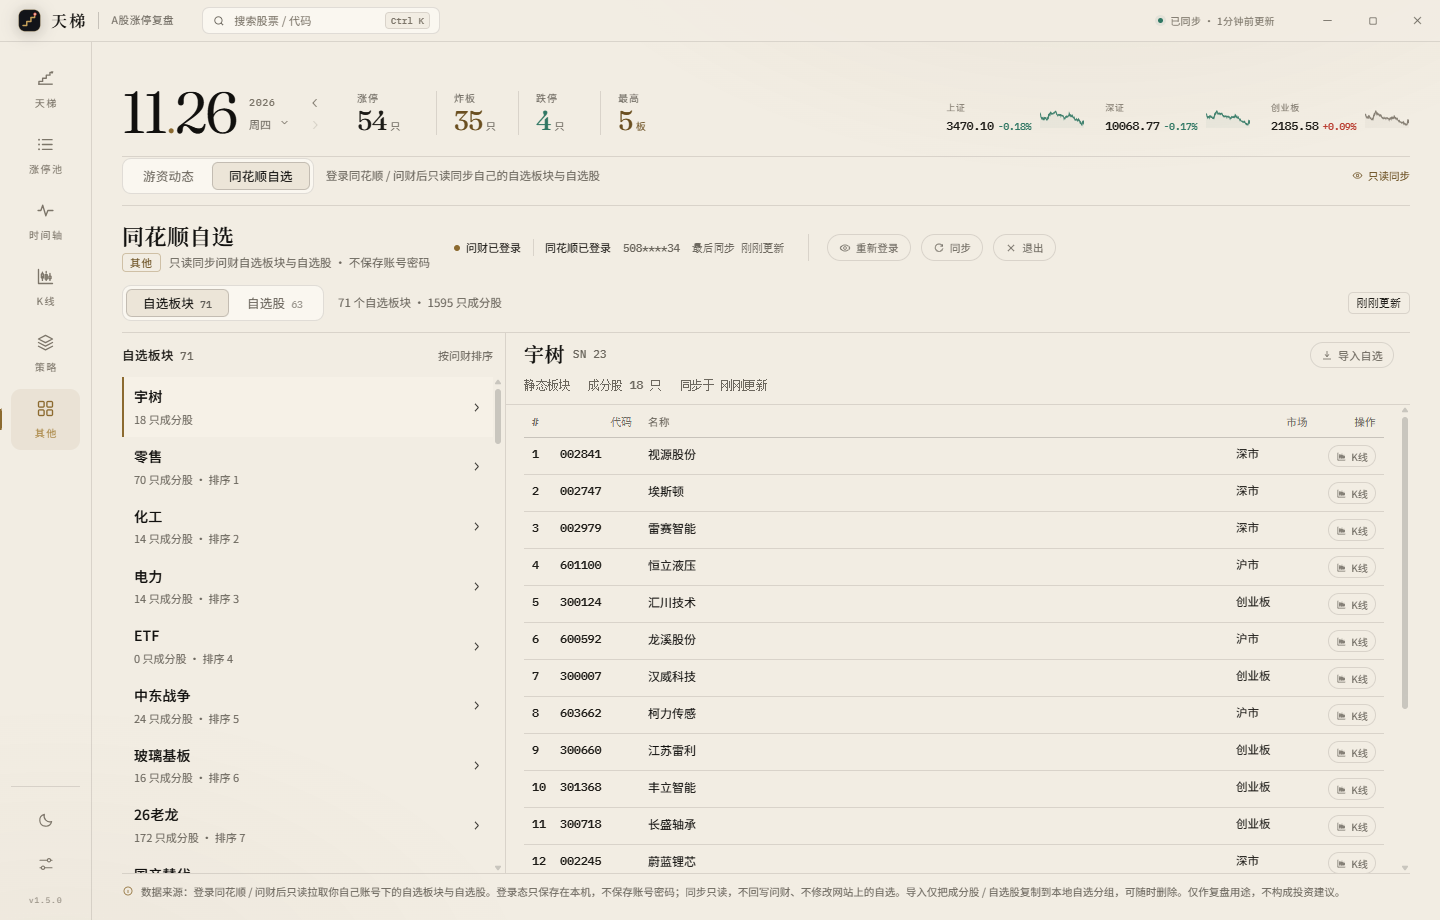 天梯 A股涨停复盘 搜索股票 / 代码 Ctrl K 已同步 • 1分钟前更新
天梯
涨停池
时间轴
K线
策略
其他
v1.5.0
11.26 2026 周四
涨停 54只
炸板 35只
跌停 4只
最高 5板
上证 3470.10 -0.18%
深证 10068.77 -0.17%
创业板 2185.58 +0.09%
游资动态 同花顺自选 登录同花顺 / 问财后只读同步自己的自选板块与自选股 只读同步
同花顺自选
其他 只读同步问财自选板块与自选股 • 不保存账号密码
问财已登录 同花顺已登录 508****34 最后同步 刚刚更新 重新登录 同步 退出
自选板块 71 自选股 63 71 个自选板块 • 1595 只成分股 刚刚更新
自选板块 71 按问财排序
宇树
18 只成分股
零售
70 只成分股 • 排序 1
化工
14 只成分股 • 排序 2
电力
14 只成分股 • 排序 3
ETF
0 只成分股 • 排序 4
中东战争
24 只成分股 • 排序 5
玻璃基板
16 只成分股 • 排序 6
26老龙
172 只成分股 • 排序 7
国产替代
宇树 SN 23 导入自选
静态板块 成分股 18 只 同步于 刚刚更新
# 代码 名称 市场 操作
1 002841 视源股份 深市 K线
2 002747 埃斯顿 深市 K线
3 002979 雷赛智能 深市 K线
4 601100 恒立液压 沪市 K线
5 300124 汇川技术 创业板 K线
6 600592 龙溪股份 沪市 K线
7 300007 汉威科技 创业板 K线
8 603662 柯力传感 沪市 K线
9 300660 江苏雷利 创业板 K线
10 301368 丰立智能 创业板 K线
11 300718 长盛轴承 创业板 K线
12 002245 蔚蓝锂芯 深市 K线
数据来源：登录同花顺 / 问财后只读拉取你自己账号下的自选板块与自选股。登录态只保存在本机，不保存账号密码；同步只读，不回写问财、不修改网站上的自选。导入仅把成分股 / 自选股复制到本地自选分组，可随时删除。仅作复盘用途，不构成投资建议。